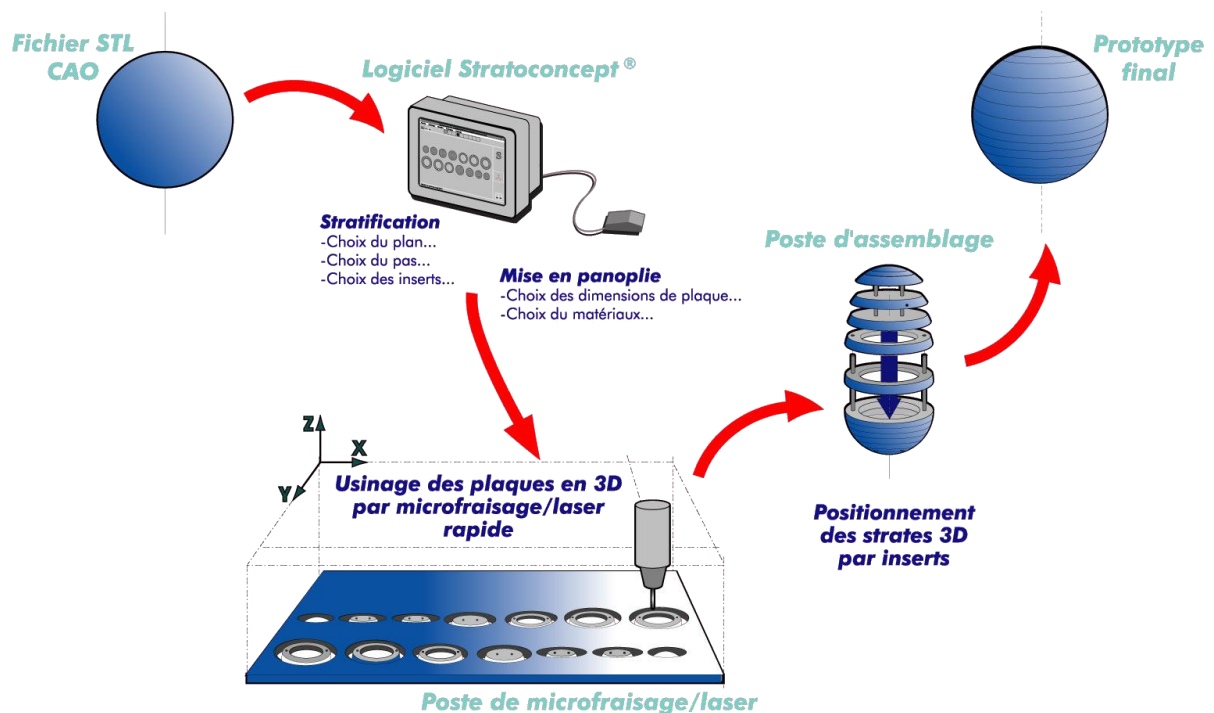 Fichier STL
CAO
Logiciel Stratoconcept ®
Prototype
final
Stratification
-Choix du plan...
-Choix du pas...
-Choix des inserts...
Mise en panoplie
-Choix des dimensions de plaque...
-Choix du matériaux...
Poste d'assemblage
Z
X
Y
Usinage des plaques en 3D
par microfraisage/laser
rapide
Positionnement
des strates 3D
par inserts
Poste de microfraisage/laser